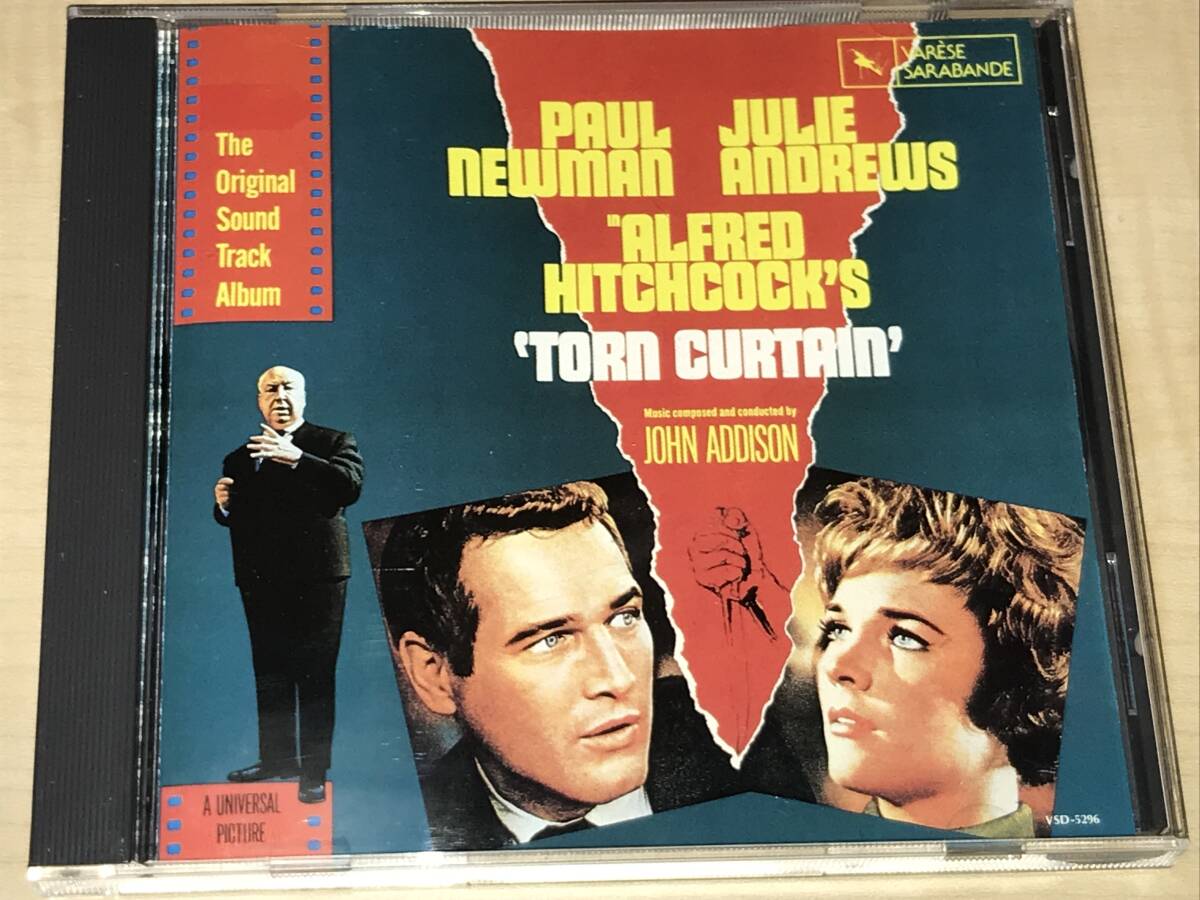 The
Original
Sound
Track
Album
VARÈSE
SARABANDE
PAUL JULIE
NEWMAN ANDREWS
in ALFRED
HITCHCOCK'S
'TORN CURTAIN'
Music composed and conducted by
JOHN ADDISON
A UNIVERSAL
PICTURE
VSD-5296